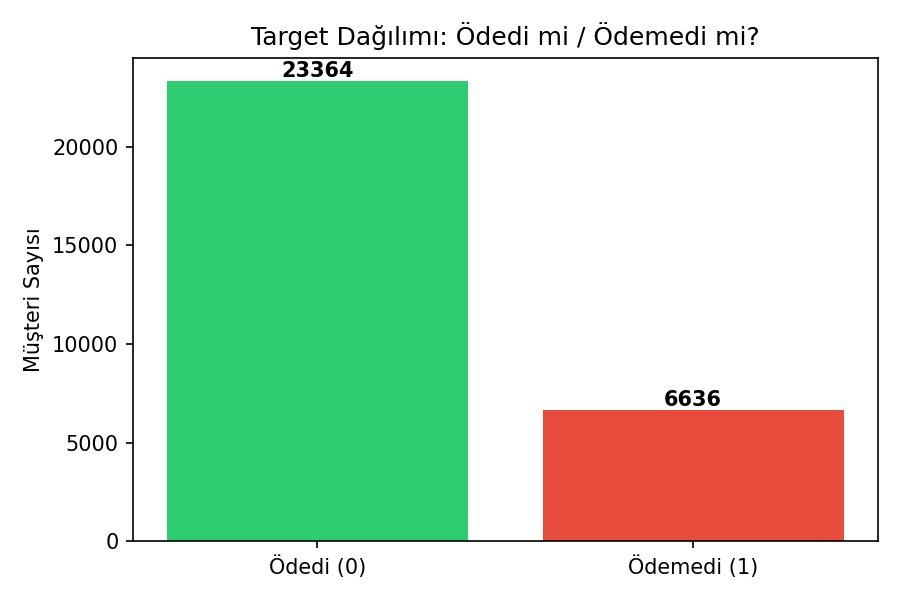 Target Dağılımı: Ödedi mi / Ödemedi mi?
23364
20000
15000
Müşteri Sayısı
10000
6636
5000
0
Ödedi (0)
Ödemedi (1)